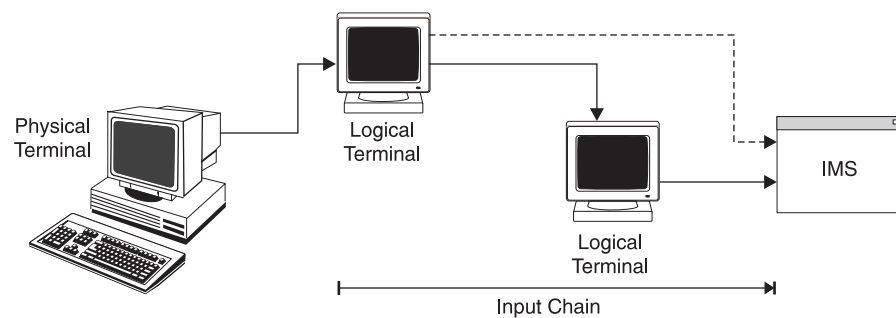 Physical
Terminal
Logical
Terminal
Logical
Terminal
IMS
Input Chain